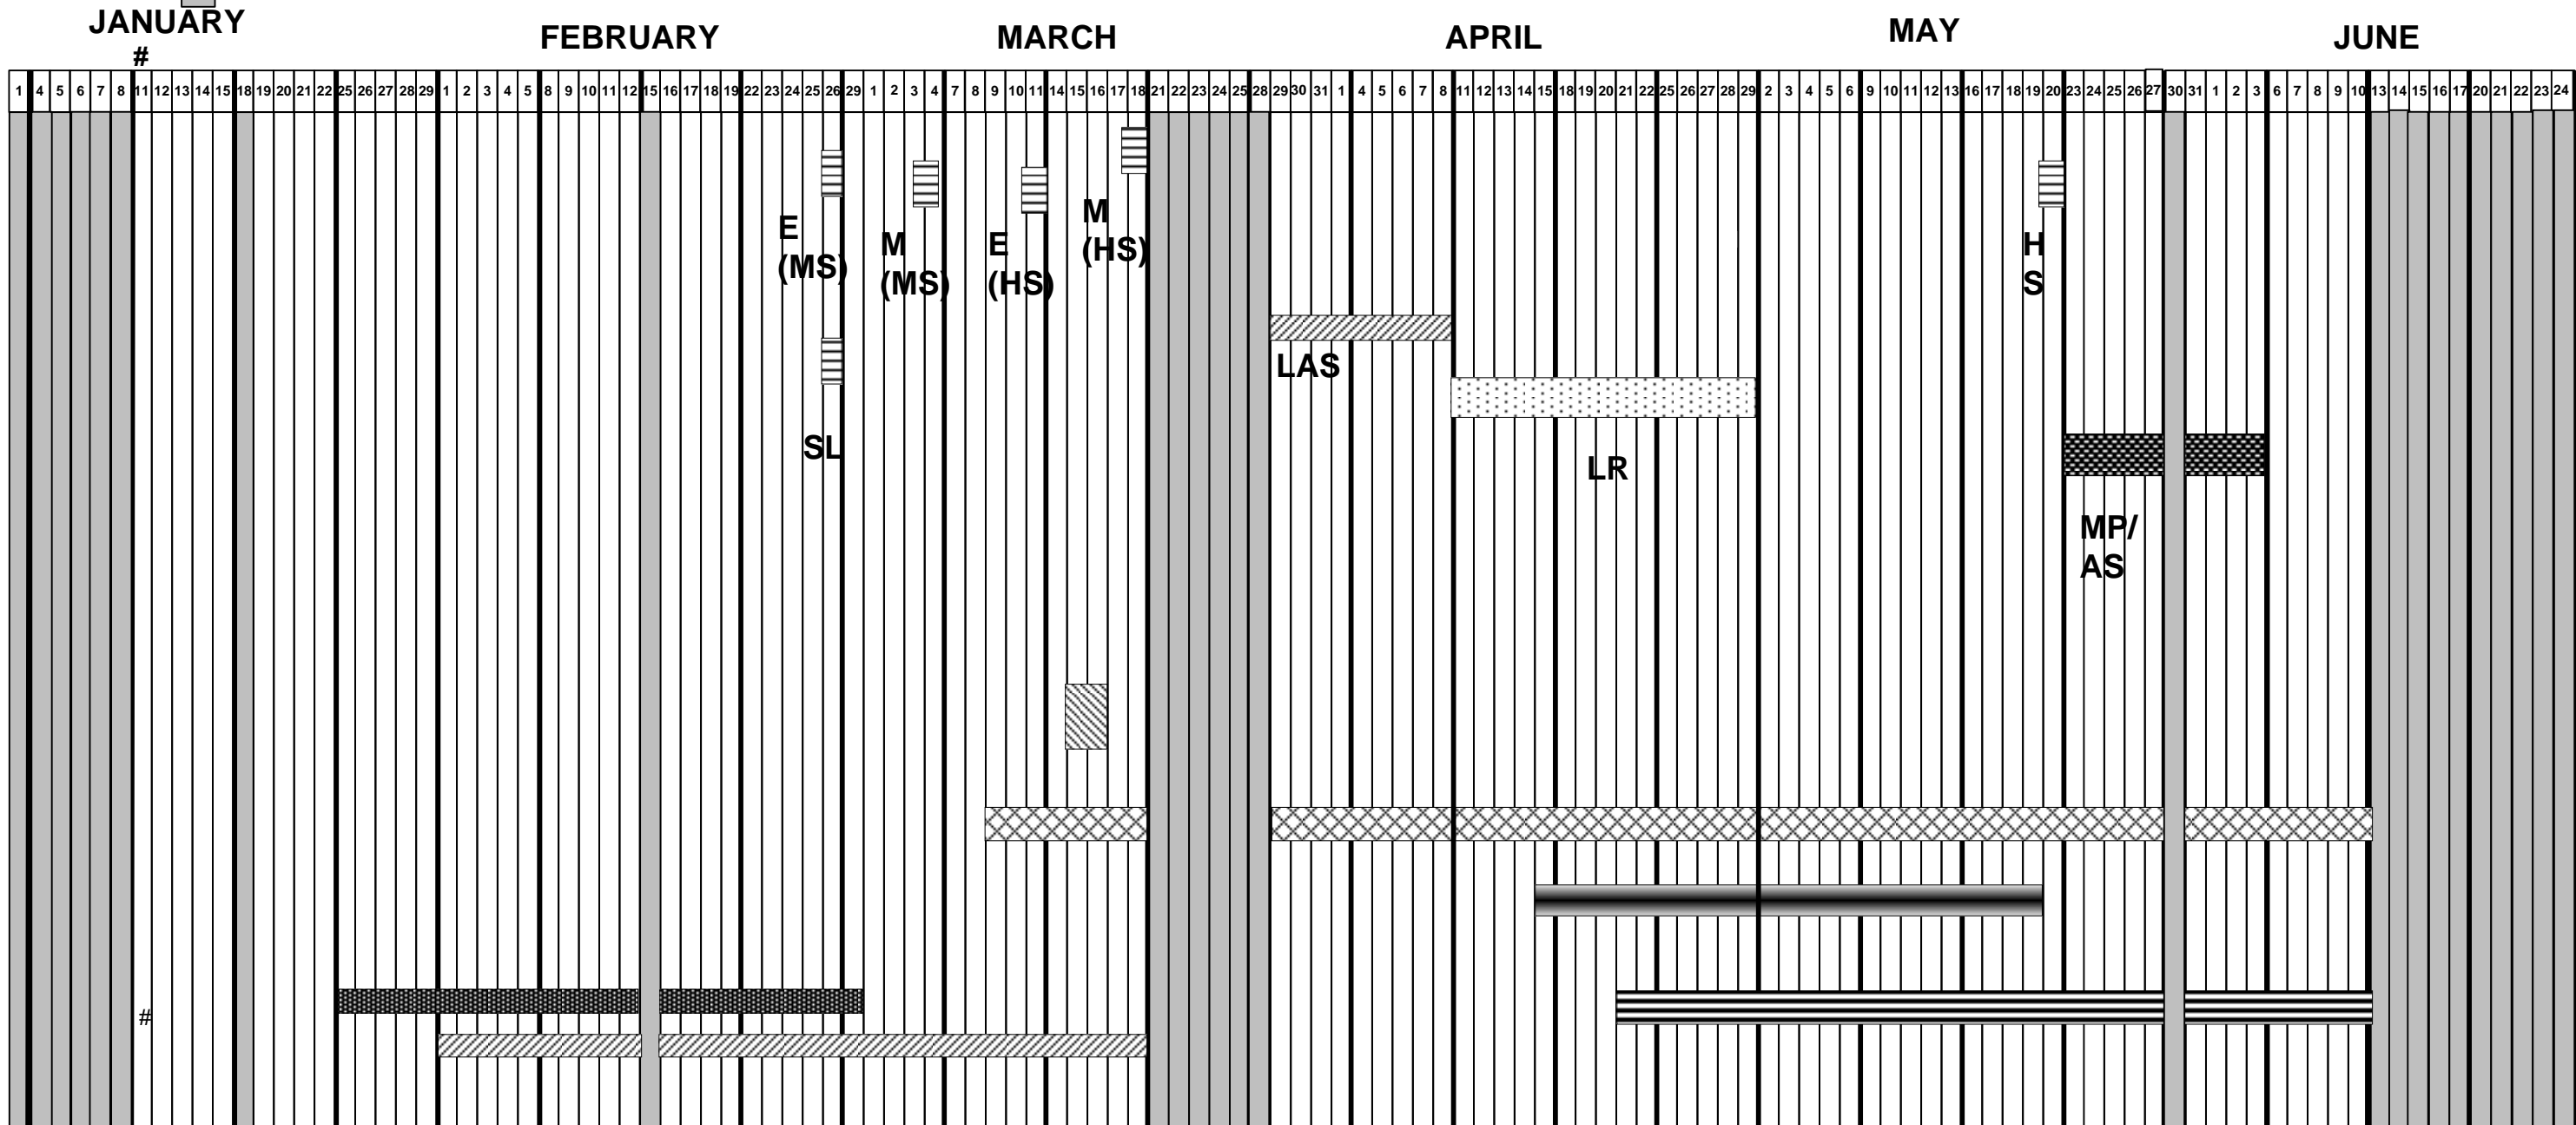 JANUARY FEBRUARY MARCH APRIL MAY JUNE
#
1 4 5 6 7 8 11 12 13 14 15 18 19 20 21 22 25 26 27 28 29 1 2 3 4 5 8 9 10 11 12 15 16 17 18 19 22 23 24 25 26 29 1 2 3 4 7 8 9 10 11 14 15 16 17 18 21 22 23 24 25 28 29 30 31 1 4 5 6 7 8 11 12 13 14 15 18 19 20 21 22 25 26 27 28 29 2 3 4 5 6 9 10 11 12 13 16 17 18 19 20 23 24 25 26 27 30 31 1 2 3 6 7 8 9 10 13 14 15 16 17 20 21 22 23 24
E
(MS)
M
(MS)
E
(HS)
M
(HS)
H
S
LAS
SL
LR
MP/
AS
#